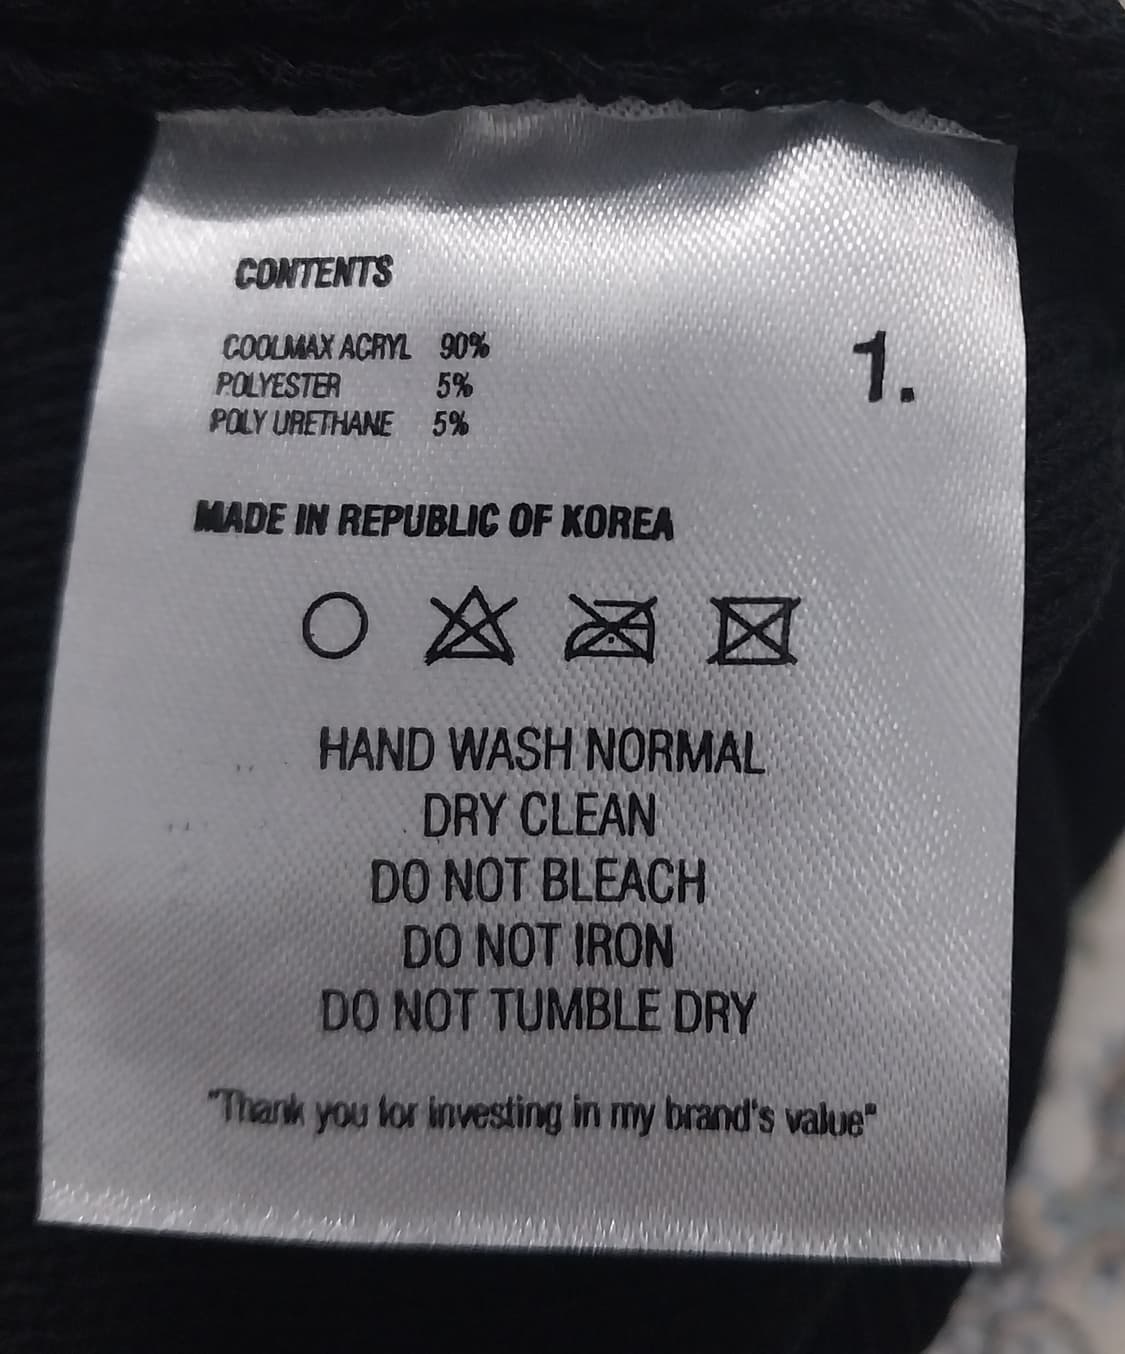 CONTENTS
COOLMAX ACRYL 90%
POLYESTER 5%
POLY URETHANE 5%
1.
MADE IN REPUBLIC OF KOREA
HAND WASH NORMAL
DRY CLEAN
DO NOT BLEACH
DO NOT IRON
DO NOT TUMBLE DRY
"Thank you for investing in my brand's value"